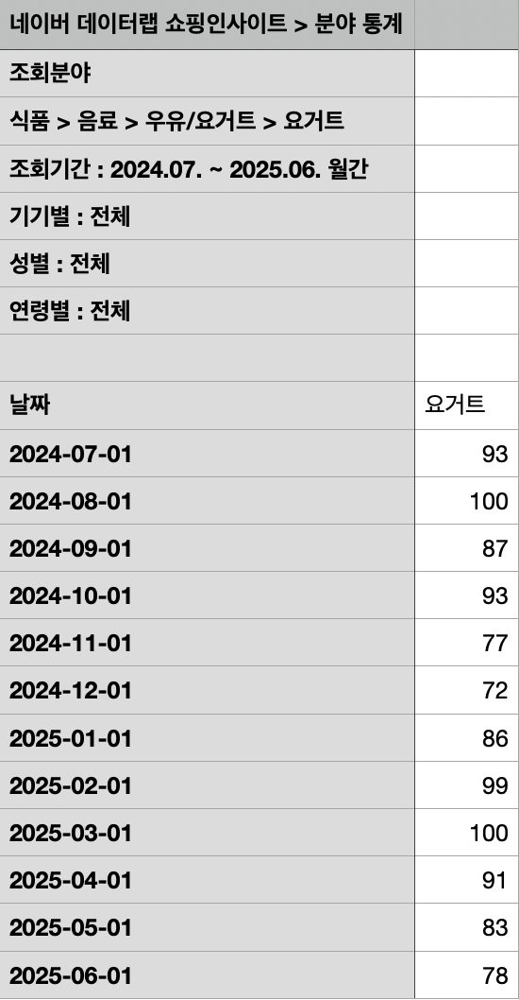 네이버 데이터랩 쇼핑인사이트 > 분야 통계
조회분야
식품 > 음료 > 우유/요거트 > 요거트
조회기간 : 2024.07. ~ 2025.06. 월간
기기별 : 전체
성별 : 전체
연령별 : 전체
날짜 요거트
2024-07-01 93
2024-08-01 100
2024-09-01 87
2024-10-01 93
2024-11-01 77
2024-12-01 72
2025-01-01 86
2025-02-01 99
2025-03-01 100
2025-04-01 91
2025-05-01 83
2025-06-01 78